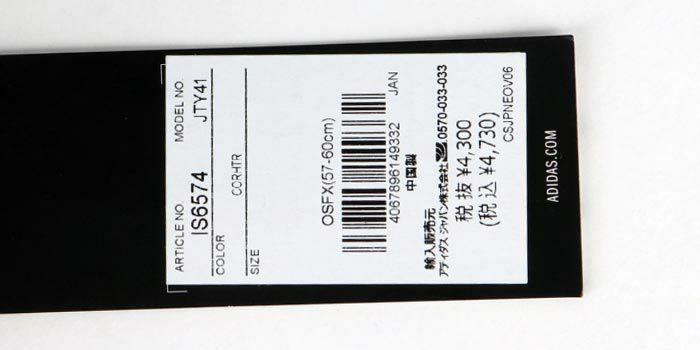 ARTICLE NO. MODEL NO.
IS6574 JTY41
COLOR
CORHTR
SIZE
OSFX(57-60cm)
JAN
4067896149332
中国製
輸入販売元
アディダス ジャパン株式会社 0570-033-033
税 抜 ¥4,300
(税 込 ¥4,730)
CSJPNEOV06
ADIDAS.COM